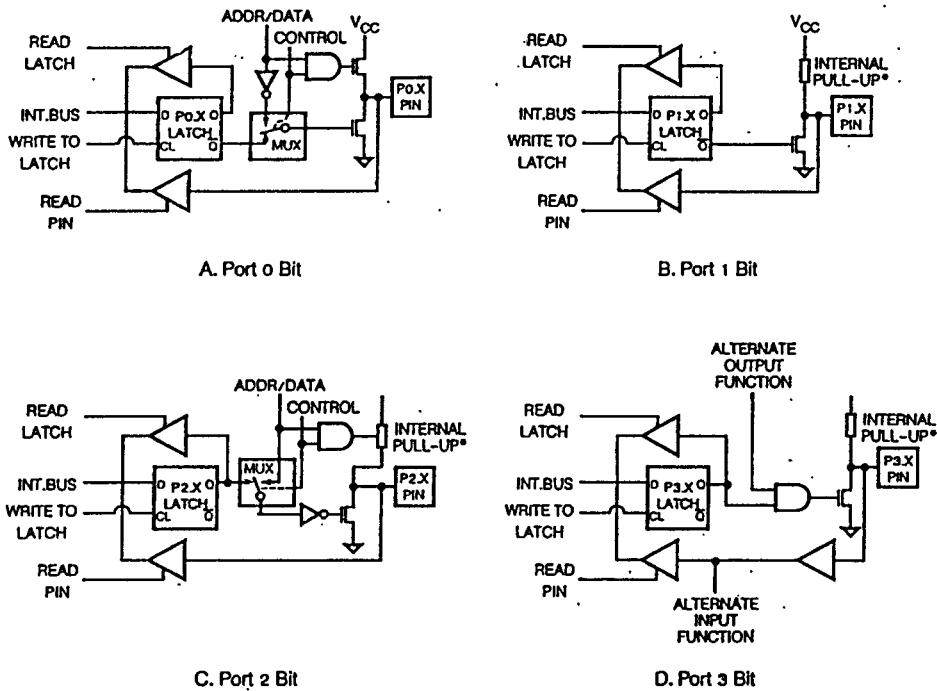 ADDR/DATA
CONTROL
VCC
READ
LATCH
P0.X
PIN
INT.BUS
D P0.X Q
LATCH
WRITE TO
LATCH
CL Q
MUX
READ
PIN
A. Port 0 Bit
VCC
READ
LATCH
INTERNAL
PULL-UP*
P1.X
PIN
INT.BUS
D P1.X Q
LATCH
WRITE TO
LATCH
CL Q
READ
PIN
B. Port 1 Bit
ADDR/DATA
CONTROL
READ
LATCH
INTERNAL
PULL-UP*
MUX
P2.X
PIN
INT.BUS
D P2.X Q
LATCH
WRITE TO
LATCH
CL Q
READ
PIN
C. Port 2 Bit
ALTERNATE
OUTPUT
FUNCTION
READ
LATCH
INTERNAL
PULL-UP*
P3.X
PIN
INT.BUS
D P3.X Q
LATCH
WRITE TO
LATCH
CL Q
READ
PIN
ALTERNATE
INPUT
FUNCTION
D. Port 3 Bit